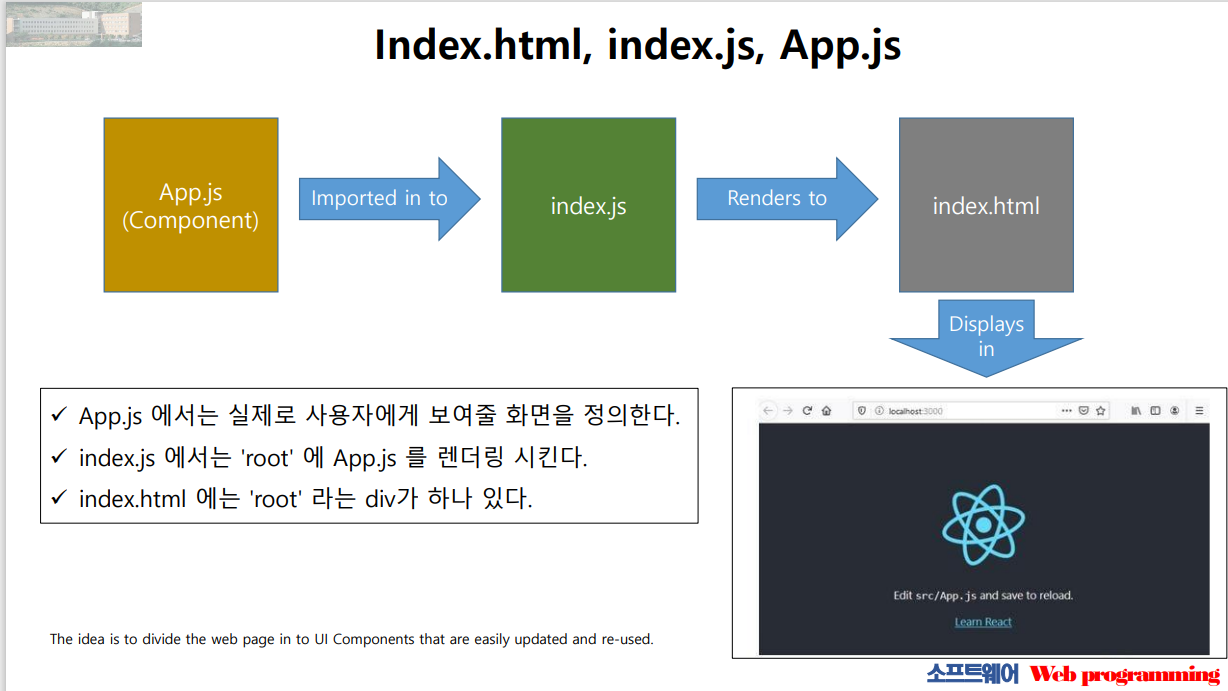 Index.html, index.js, App.js
App.js
(Component)
Imported in to
index.js
Renders to
index.html
Displays
in
✓ App.js 에서는 실제로 사용자에게 보여줄 화면을 정의한다.
✓ index.js 에서는 'root' 에 App.js 를 렌더링 시킨다.
✓ index.html 에는 'root' 라는 div가 하나 있다.
localhost:3000
Edit src/App.js and save to reload.
Learn React
The idea is to divide the web page in to UI Components that are easily updated and re-used.
소프트웨어 Web programming